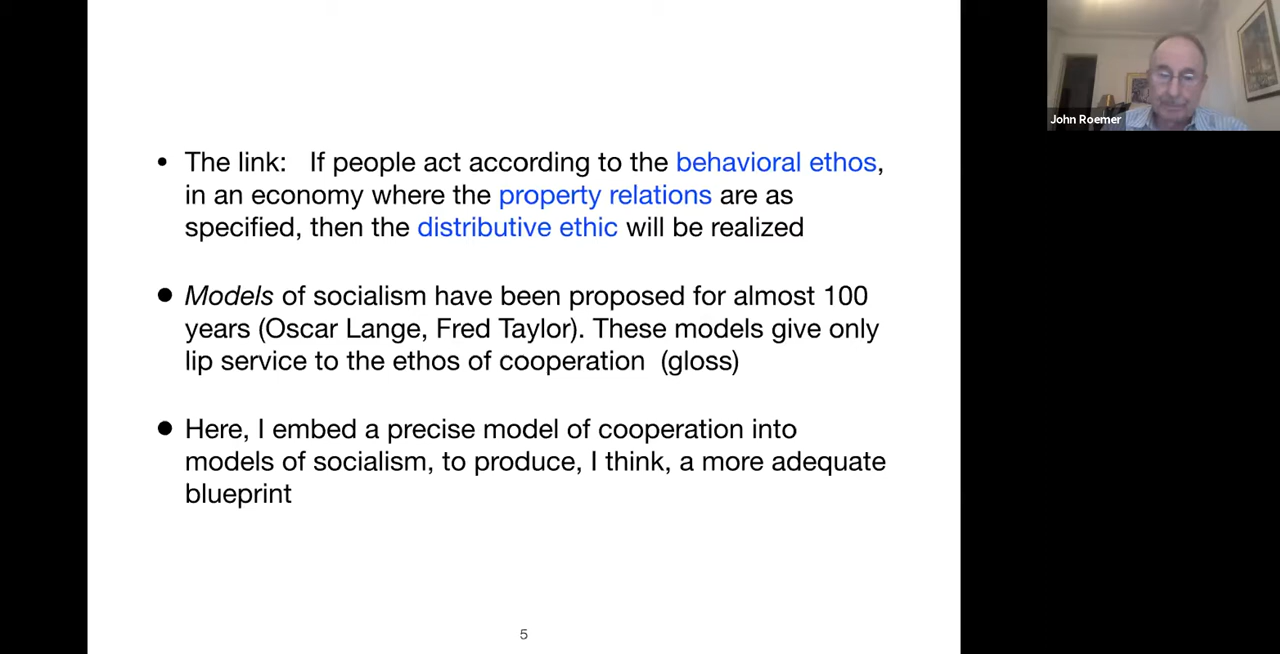 • The link: If people act according to the behavioral ethos,
in an economy where the property relations are as
specified, then the distributive ethic will be realized
• Models of socialism have been proposed for almost 100
years (Oscar Lange, Fred Taylor). These models give only
lip service to the ethos of cooperation (gloss)
• Here, I embed a precise model of cooperation into
models of socialism, to produce, I think, a more adequate
blueprint
5
John Roemer